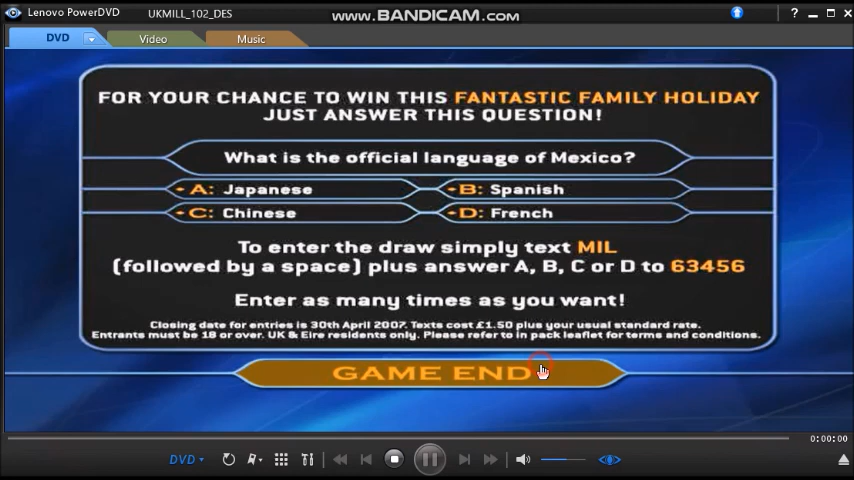 Lenovo PowerDVD
UKMILL_102_DES
www.BANDICAM.com
DVD
Video
Music
FOR YOUR CHANCE TO WIN THIS FANTASTIC FAMILY HOLIDAY
JUST ANSWER THIS QUESTION!
What is the official language of Mexico?
A: Japanese
B: Spanish
C: Chinese
D: French
To enter the draw simply text MIL
(followed by a space) plus answer A, B, C or D to 63456
Enter as many times as you want!
Closing date for entries is 30th April 2007. Texts cost £1.50 plus your usual standard rate.
Entrants must be 18 or over. UK & Eire residents only. Please refer to in pack leaflet for terms and conditions.
GAME END
0:00:00
DVD